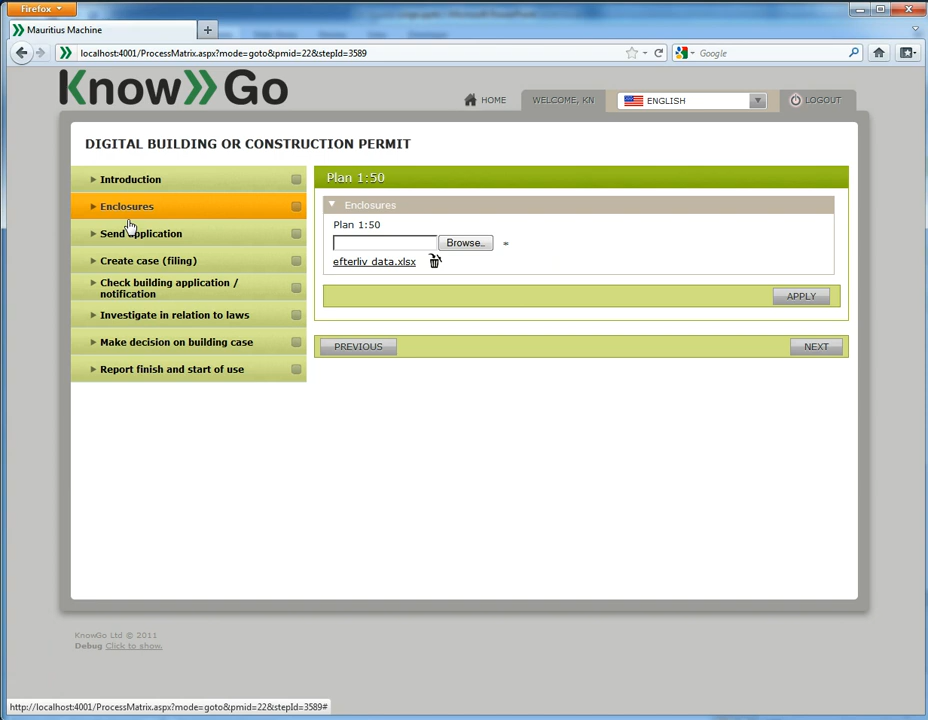 Firefox
Mauritius Machine
localhost:4001/ProcessMatrix.aspx?mode=goto&pmid=22&stepId=3589
Google
Know Go
HOME
WELCOME, KN
ENGLISH
LOGOUT
DIGITAL BUILDING OR CONSTRUCTION PERMIT
Introduction
Enclosures
Send application
Create case (filing)
Check building application /
notification
Investigate in relation to laws
Make decision on building case
Report finish and start of use
Plan 1:50
Enclosures
Plan 1:50
Browse..
efterliv data.xlsx
APPLY
PREVIOUS
NEXT
KnowGo Ltd © 2011
Debug Click to show.
http://localhost:4001/ProcessMatrix.aspx?mode=goto&pmid=22&stepId=3589#